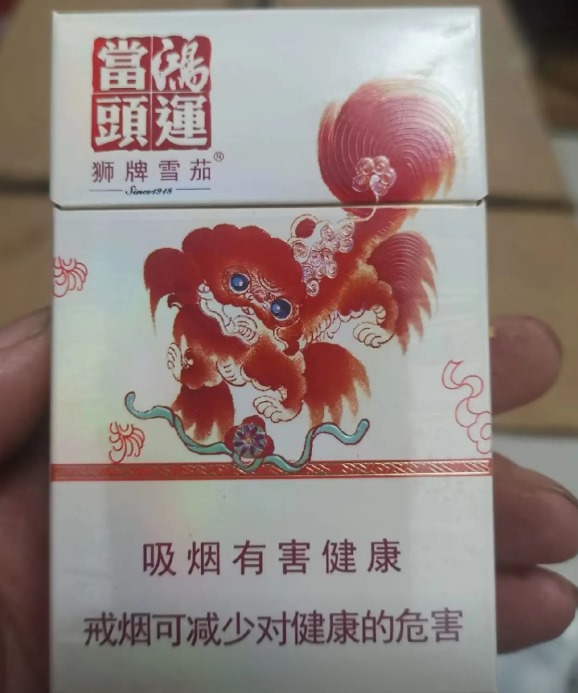 鴻運
當頭
狮牌雪茄®
Since1918
吸烟有害健康
戒烟可减少对健康的危害